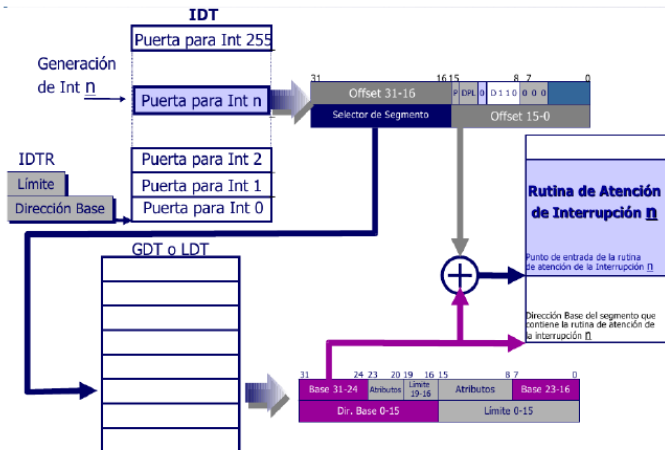 IDT
Puerta para Int 255
Generación
de Int n
Puerta para Int n
31 16 15 8 7 0
Offset 31-16 P DPL 0 D 1 1 0 0 0 0
Selector de Segmento Offset 15-0
IDTR
Límite
Dirección Base
Puerta para Int 2
Puerta para Int 1
Puerta para Int 0
Rutina de Atención
de Interrupción n
Punto de entrada de la rutina
de atención de la Interrupción n
GDT o LDT
Dirección Base del segmento que
contiene la rutina de atención de
la interrupción n
31 24 23 20 19 16 15 8 7 0
Base 31-24 Atributos Límite 19-16 Atributos Base 23-16
Dir. Base 0-15 Límite 0-15